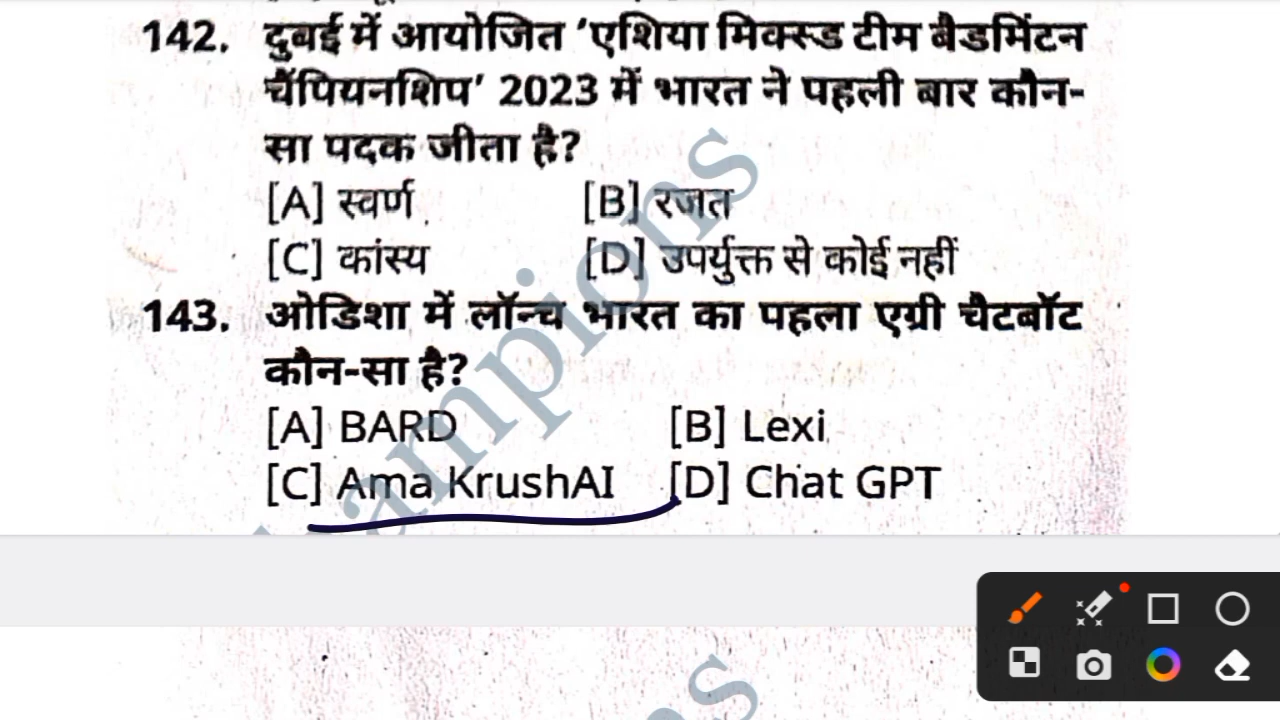 142. दुबई में आयोजित ‘एशिया मिक्स्ड टीम बैडमिंटन
चैंपियनशिप’ 2023 में भारत ने पहली बार कौन-
सा पदक जीता है?
[A] स्वर्ण [B] रजत
[C] कांस्य [D] उपर्युक्त से कोई नहीं
143. ओडिशा में लॉन्च भारत का पहला एग्री चैटबॉट
कौन-सा है?
[A] BARD [B] Lexi
[C] Ama KrushAI [D] Chat GPT